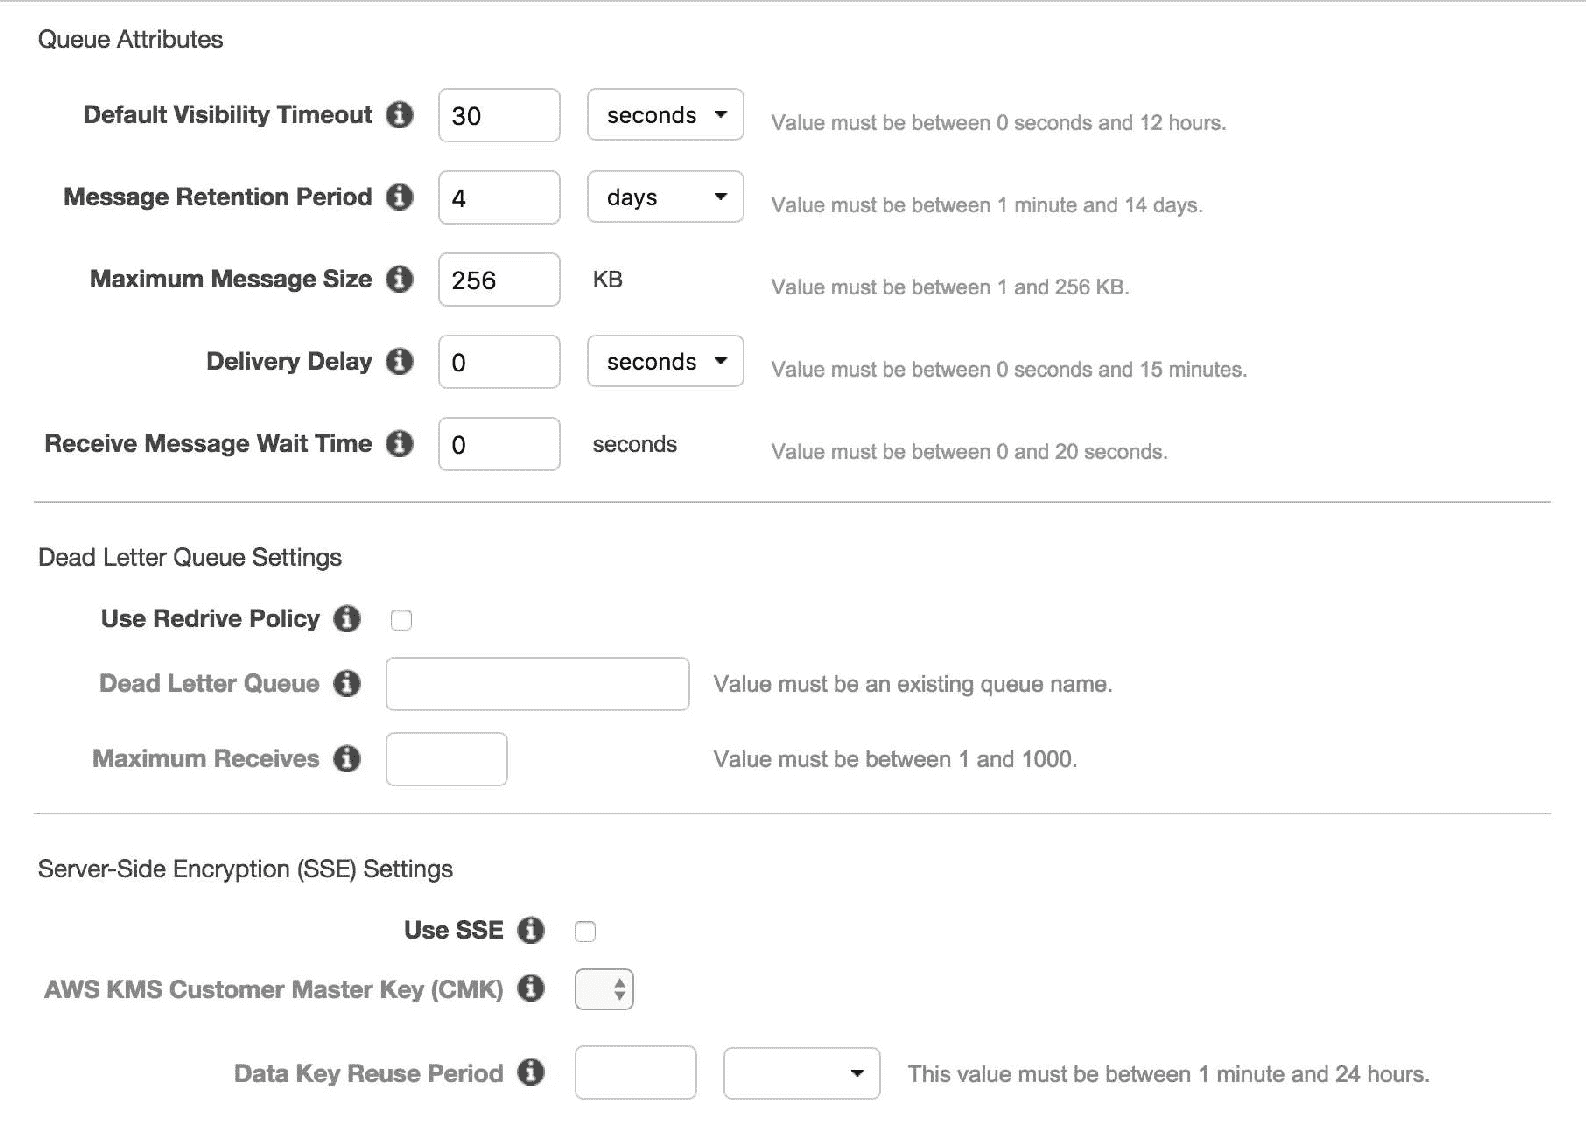 Queue Attributes
Default Visibility Timeout 30 seconds Value must be between 0 seconds and 12 hours.
Message Retention Period 4 days Value must be between 1 minute and 14 days.
Maximum Message Size 256 KB Value must be between 1 and 256 KB.
Delivery Delay 0 seconds Value must be between 0 seconds and 15 minutes.
Receive Message Wait Time 0 seconds Value must be between 0 and 20 seconds.
Dead Letter Queue Settings
Use Redrive Policy
Dead Letter Queue Value must be an existing queue name.
Maximum Receives Value must be between 1 and 1000.
Server-Side Encryption (SSE) Settings
Use SSE
AWS KMS Customer Master Key (CMK)
Data Key Reuse Period This value must be between 1 minute and 24 hours.